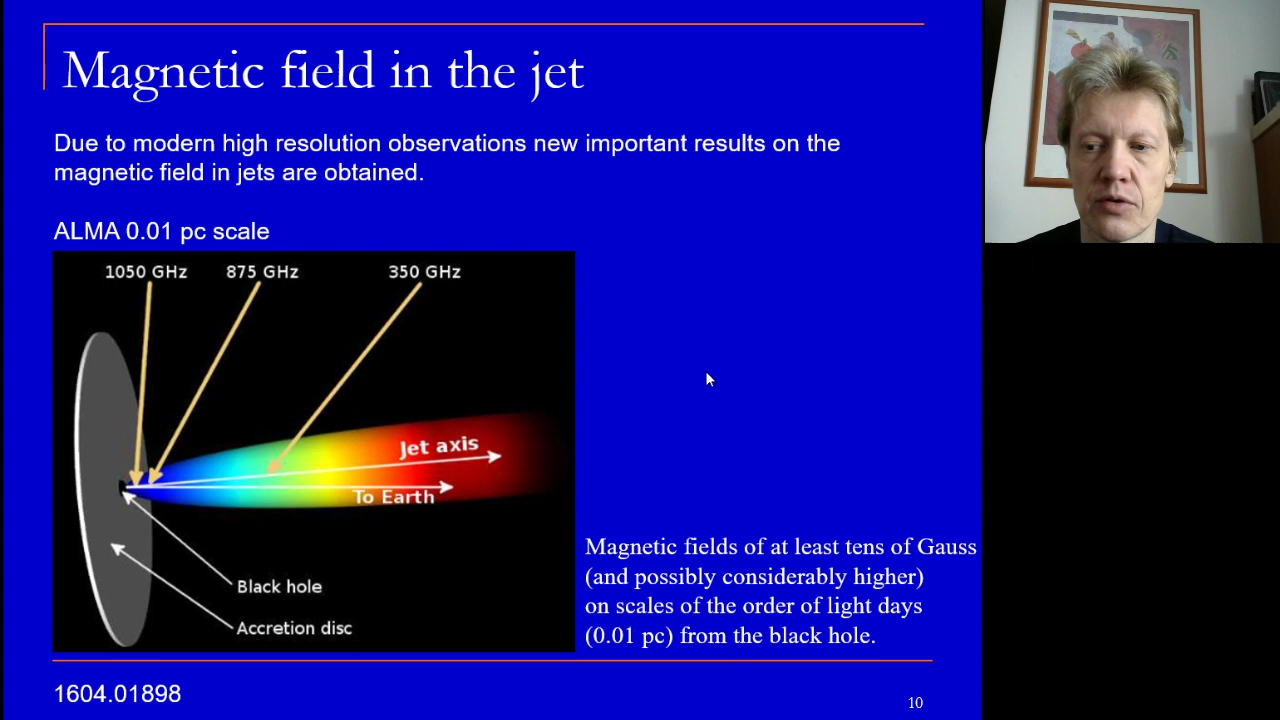 Magnetic field in the jet
Due to modern high resolution observations new important results on the
magnetic field in jets are obtained.
ALMA 0.01 pc scale
1050 GHz
875 GHz
350 GHz
Jet axis
To Earth
Black hole
Accretion disc
Magnetic fields of at least tens of Gauss
(and possibly considerably higher)
on scales of the order of light days
(0.01 pc) from the black hole.
1604.01898
10